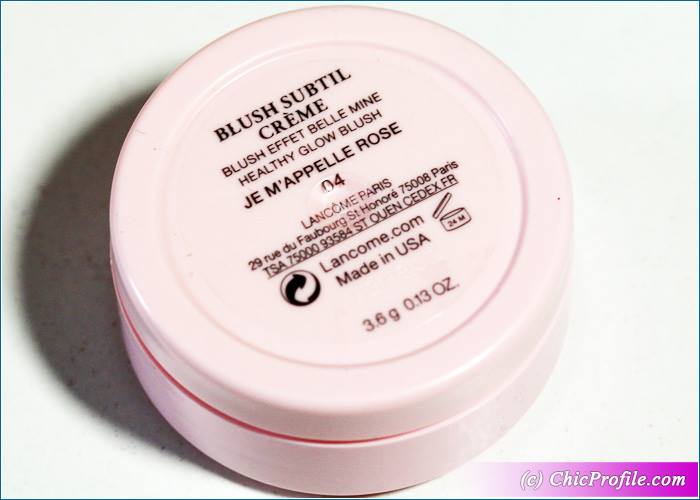 BLUSH SUBTIL
CRÈME
BLUSH EFFET BELLE MINE
HEALTHY GLOW BLUSH
JE M'APPELLE ROSE
04
LANCÔME PARIS
29 rue du Faubourg St Honoré 75008 Paris
TSA 75000 93584 ST OUEN CEDEX FR
Lancome.com
Made in USA
24 M
3.6 g 0.13 OZ.
(c) ChicProfile.com